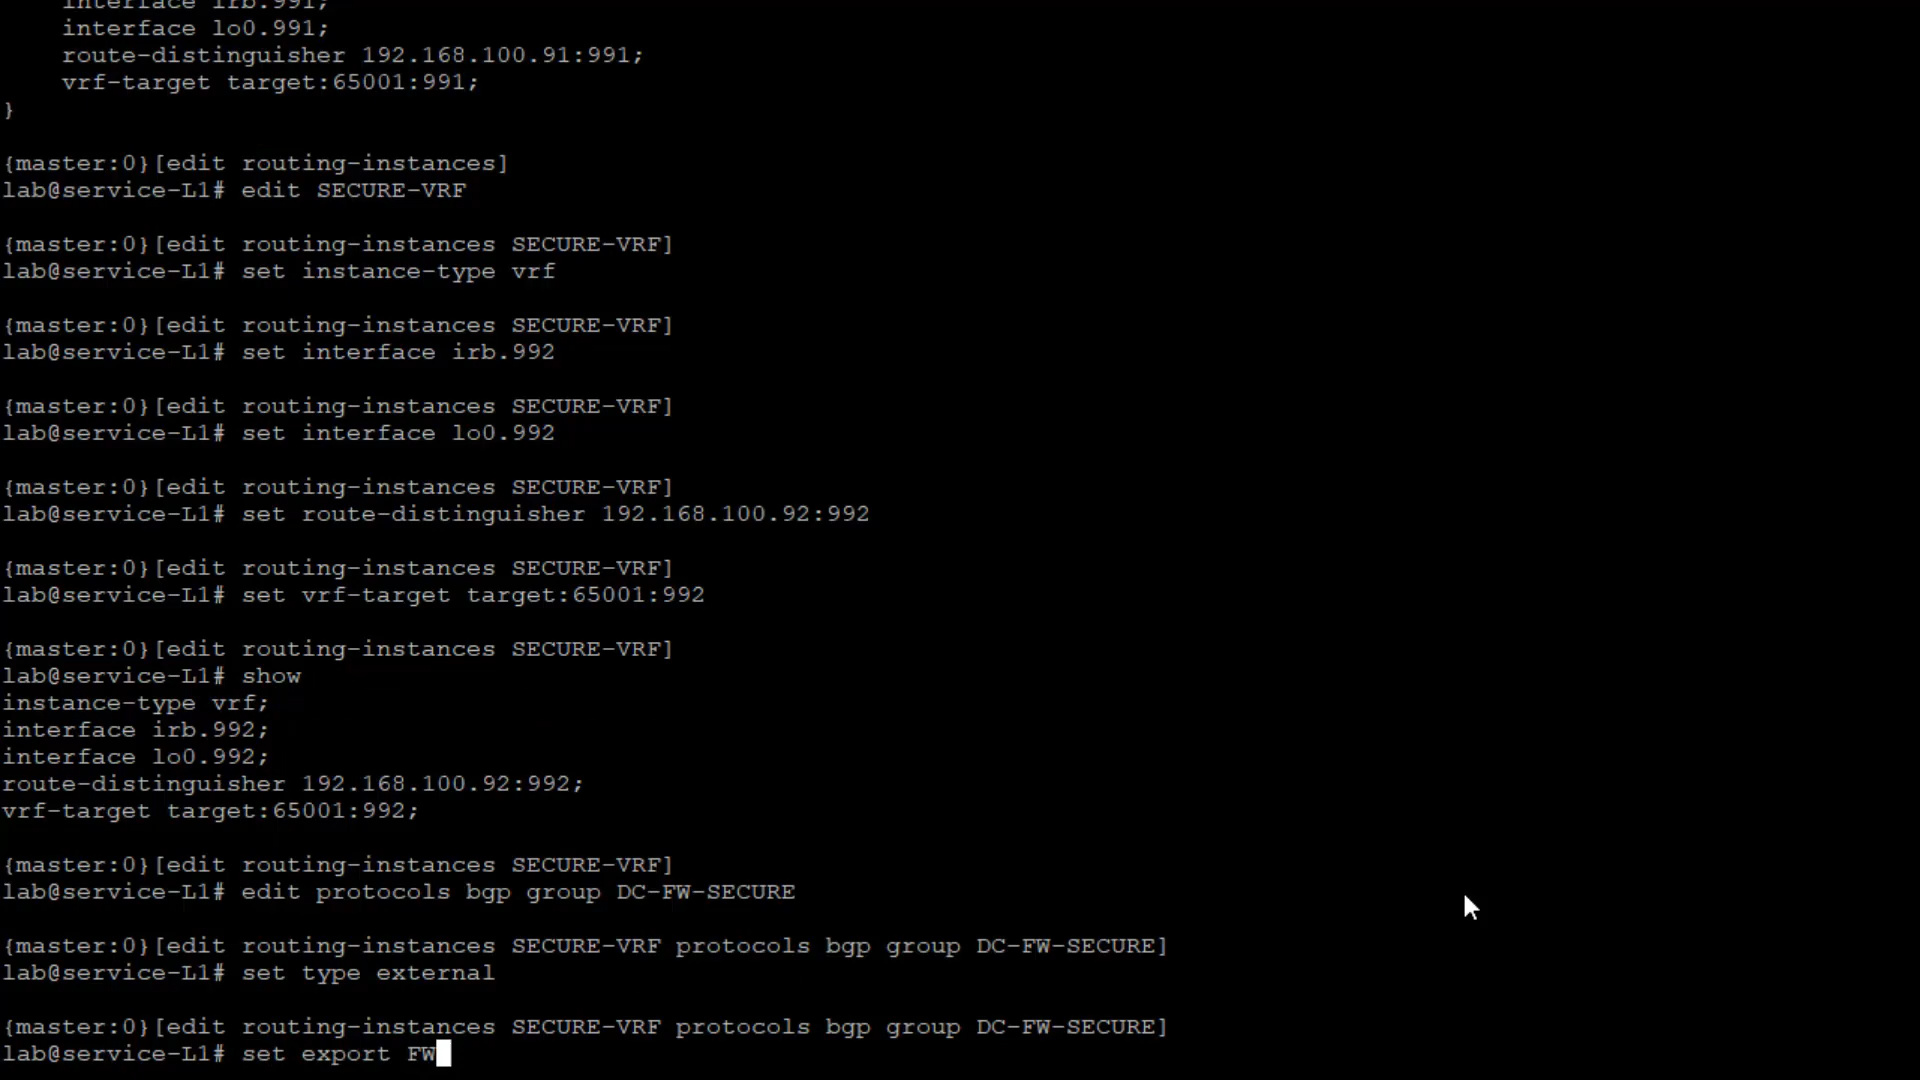 interface irb.991;
interface lo0.991;
route-distinguisher 192.168.100.91:991;
vrf-target target:65001:991;
}
{master:0}[edit routing-instances]
lab@service-L1# edit SECURE-VRF
{master:0}[edit routing-instances SECURE-VRF]
lab@service-L1# set instance-type vrf
{master:0}[edit routing-instances SECURE-VRF]
lab@service-L1# set interface irb.992
{master:0}[edit routing-instances SECURE-VRF]
lab@service-L1# set interface lo0.992
{master:0}[edit routing-instances SECURE-VRF]
lab@service-L1# set route-distinguisher 192.168.100.92:992
{master:0}[edit routing-instances SECURE-VRF]
lab@service-L1# set vrf-target target:65001:992
{master:0}[edit routing-instances SECURE-VRF]
lab@service-L1# show
instance-type vrf;
interface irb.992;
interface lo0.992;
route-distinguisher 192.168.100.92:992;
vrf-target target:65001:992;
{master:0}[edit routing-instances SECURE-VRF]
lab@service-L1# edit protocols bgp group DC-FW-SECURE
{master:0}[edit routing-instances SECURE-VRF protocols bgp group DC-FW-SECURE]
lab@service-L1# set type external
{master:0}[edit routing-instances SECURE-VRF protocols bgp group DC-FW-SECURE]
lab@service-L1# set export FW